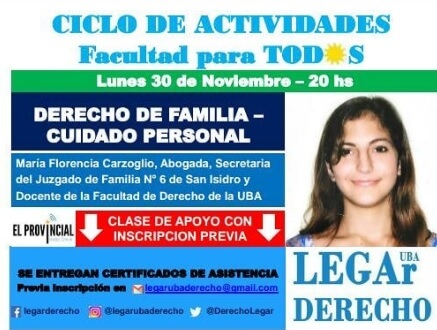 CICLO DE ACTIVIDADES
Facultad para TODOS
Lunes 30 de Noviembre – 20 hs
DERECHO DE FAMILIA –
CUIDADO PERSONAL
María Florencia Carzoglio, Abogada, Secretaria
del Juzgado de Familia N° 6 de San Isidro y
Docente de la Facultad de Derecho de la UBA
EL PROVINCIAL
CLASE DE APOYO CON
INSCRIPCION PREVIA
SE ENTREGAN CERTIFICADOS DE ASISTENCIA
Previa inscripción en legarubaderecho@gmail.com
legarderecho @legarubaderecho @DerechoLegar
LEGAr UBA
DERECHO